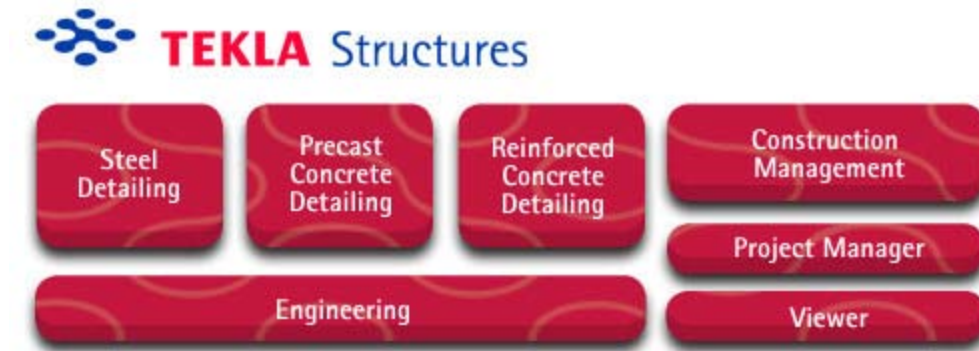 TEKLA Structures
Steel
Detailing
Precast
Concrete
Detailing
Reinforced
Concrete
Detailing
Construction
Management
Project Manager
Engineering
Viewer